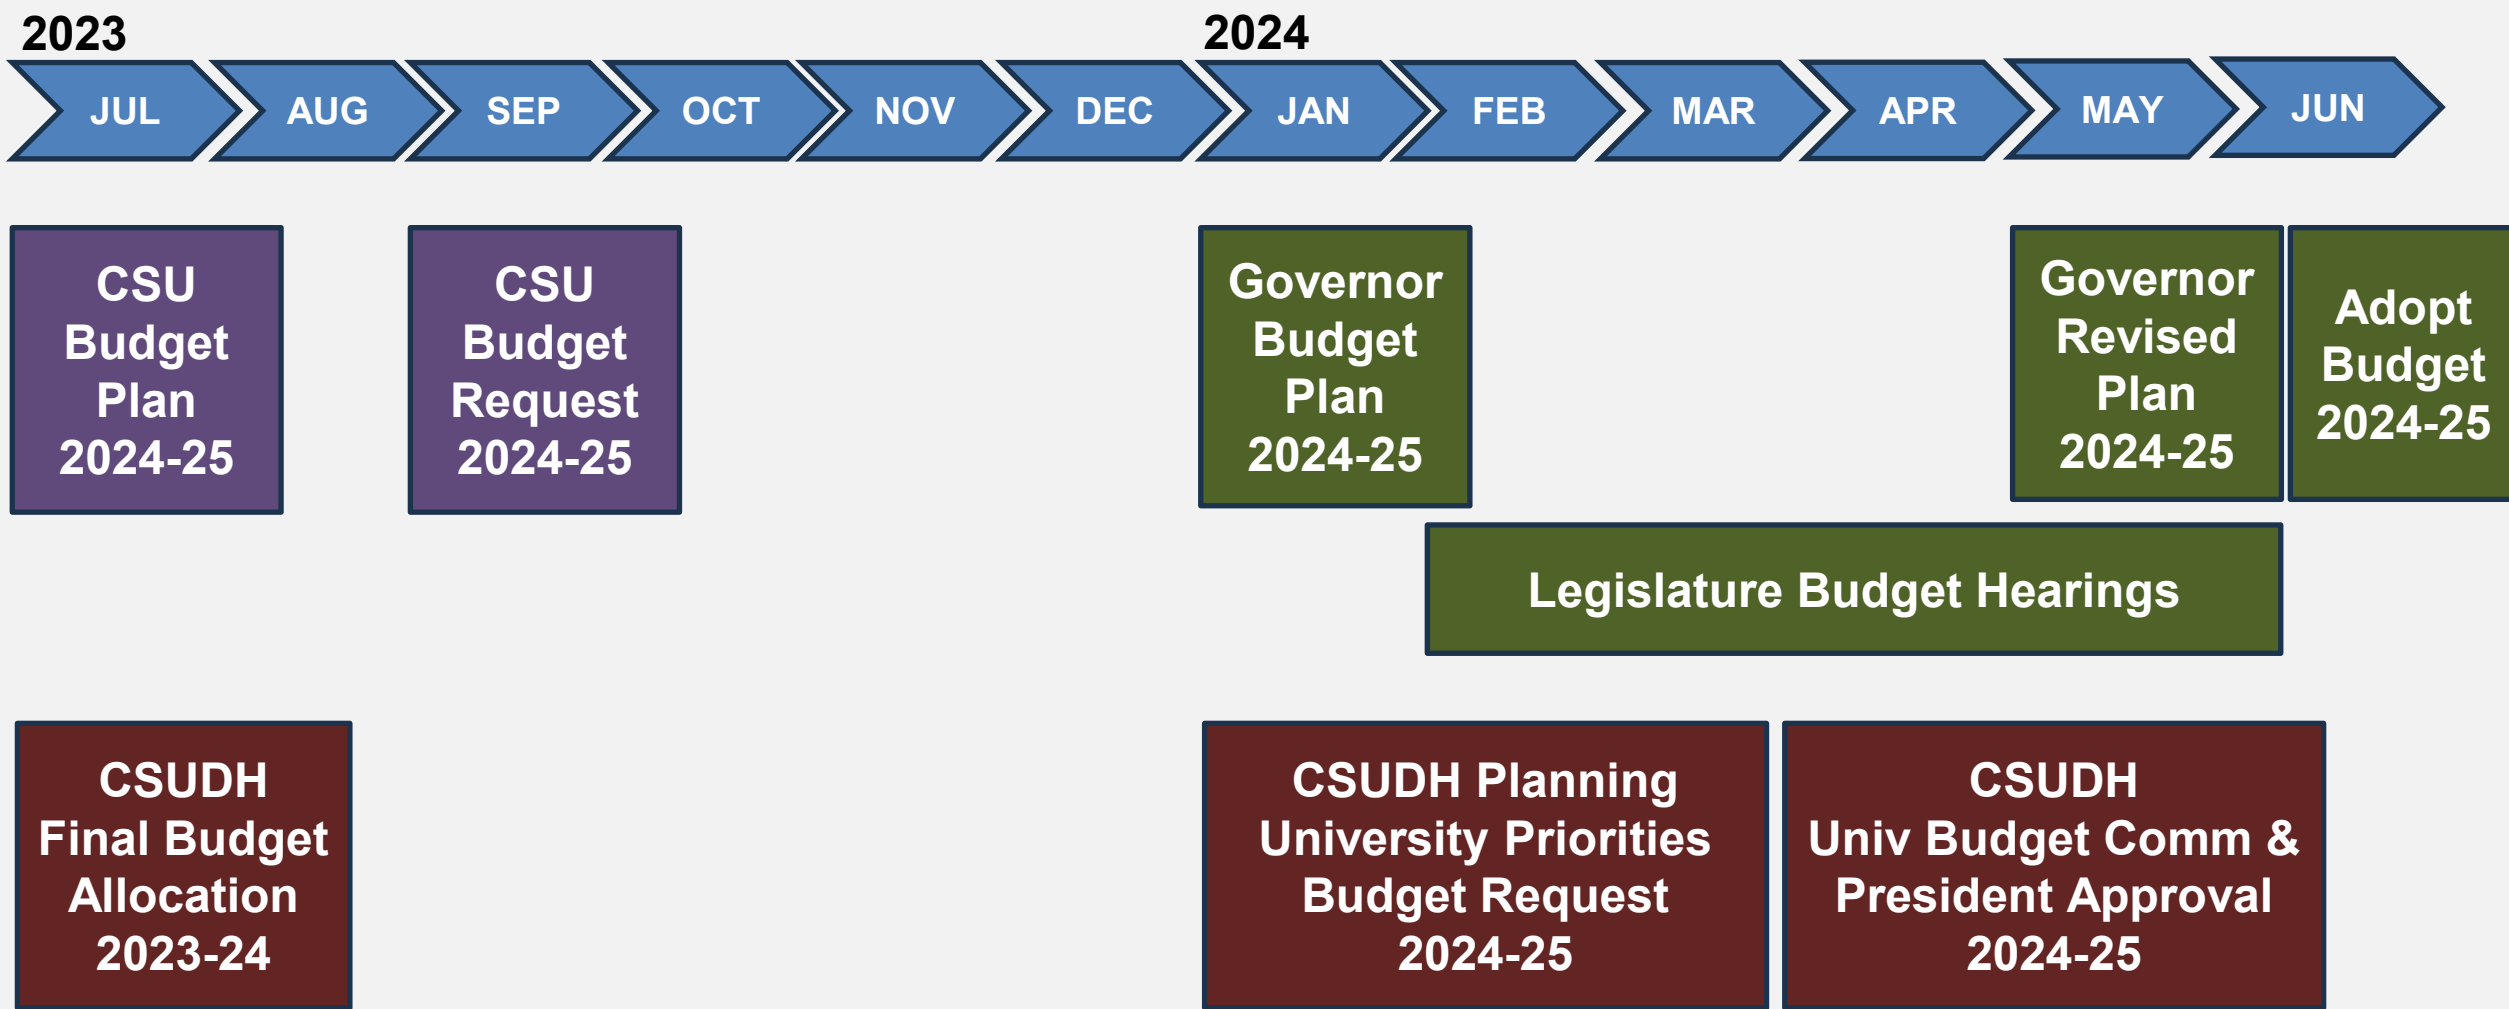 2023
2024
JUL
AUG
SEP
OCT
NOV
DEC
JAN
FEB
MAR
APR
MAY
JUN
CSU
Budget
Plan
2024-25
CSU
Budget
Request
2024-25
Governor
Budget
Plan
2024-25
Governor
Revised
Plan
2024-25
Adopt
Budget
2024-25
Legislature Budget Hearings
CSUDH
Final Budget
Allocation
2023-24
CSUDH Planning
University Priorities
Budget Request
2024-25
CSUDH
Univ Budget Comm &
President Approval
2024-25